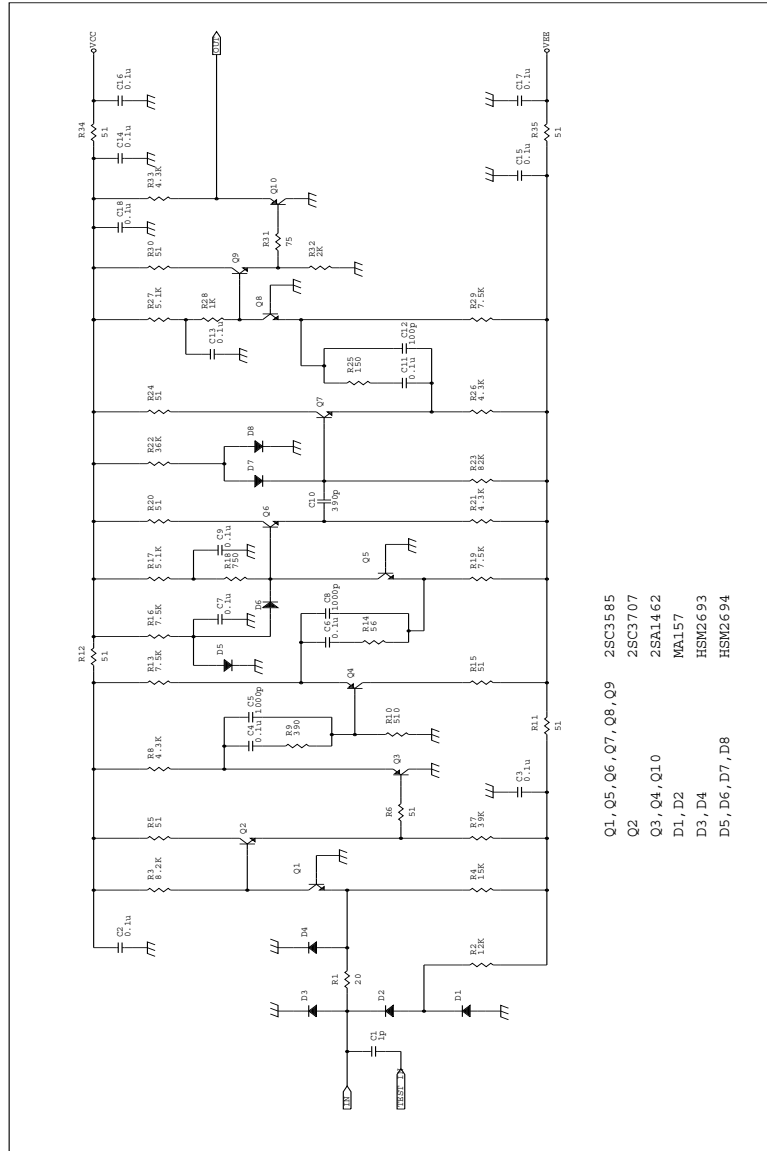 VCC
R12
51
R34
51
C2
0.1u
R3
8.2K
R5
51
R8
4.3K
R13
7.5K
R16
7.5K
R17
5.1K
R20
51
R22
36K
R24
51
R27
5.1K
R30
51
C18
0.1u
R33
4.3K
C14
0.1u
C16
0.1u
OUT
D5
C7
0.1u
C9
0.1u
R18
750
C13
0.1u
R28
1K
C4
0.1u
C5
1000p
R9
390
D6
Q6
D7
D8
Q9
Q2
D3
D4
Q1
Q8
R31
75
Q10
R32
2K
C6
0.1u
C8
1000p
R14
56
Q4
C10
390p
Q7
R25
150
C11
0.1u
C12
100p
IN
C1
1p
TEST IN
R1
20
D2
D1
R6
51
Q3
R10
510
Q5
R2
12K
R4
15K
R7
39K
R15
51
R19
7.5K
R21
4.3K
R23
82K
R26
4.3K
R29
7.5K
C3
0.1u
C15
0.1u
C17
0.1u
R11
51
R35
51
VEE
Q1,Q5,Q6,Q7,Q8,Q9 2SC3585
Q2 2SC3707
Q3,Q4,Q10 2SA1462
D1,D2 MA157
D3,D4 HSM2693
D5,D6,D7,D8 HSM2694